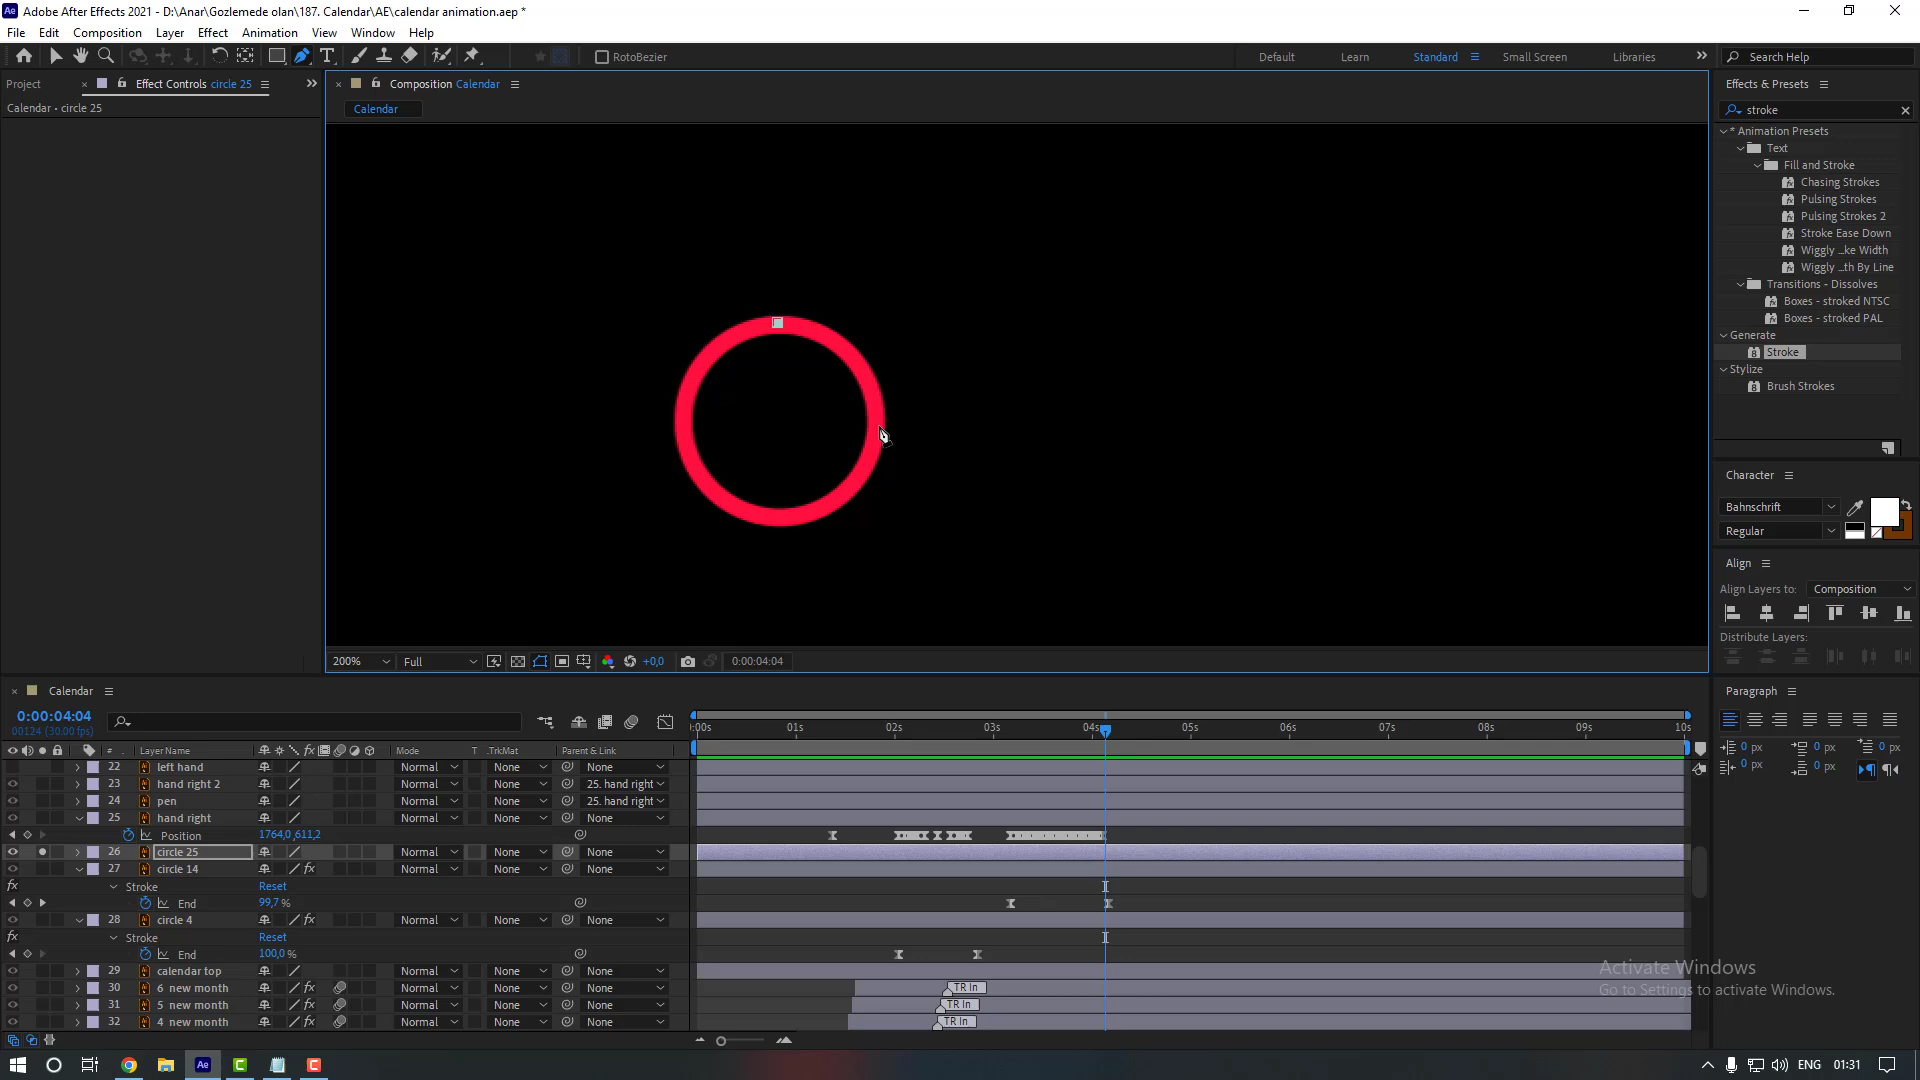 Adobe After Effects 2021 - D:\Anar\Gozlemede olan\187. Calendar\AE\calendar animation.aep *
File Edit Composition Layer Effect Animation View Window Help
RotoBezier Default Learn Standard Small Screen Libraries Search Help
Project Effect Controls circle 25 Composition Calendar Effects & Presets
Calendar • circle 25 Calendar stroke
* Animation Presets
Text
Fill and Stroke
Chasing Strokes
Pulsing Strokes
Pulsing Strokes 2
Stroke Ease Down
Wiggly ...ke Width
Wiggly ...th By Line
Transitions - Dissolves
Boxes - stroked NTSC
Boxes - stroked PAL
Generate
Stroke
Stylize
Brush Strokes
Character
Bahnschrift
Regular
Align
Align Layers to: Composition
Distribute Layers:
200% Full +0,0 0:00:04:04
Paragraph
0 px 0 px 0 px
0 px 0 px
Calendar
0:00:04:04
00124 (30.00 fps)
:00s 01s 02s 03s 04s 05s 06s 07s 08s 09s 10s
# Layer Name Mode T .TrkMat Parent & Link
22 left hand Normal None None
23 hand right 2 Normal None 25. hand right
24 pen Normal None 25. hand right
25 hand right Normal None None
Position 1764,0,611,2
26 circle 25 Normal None None
27 circle 14 Normal None None
Stroke Reset
End 99,7 %
28 circle 4 Normal None None
Stroke Reset
End 100,0 %
29 calendar top Normal None None
30 6 new month Normal None None TR In
31 5 new month Normal None None TR In
32 4 new month Normal None None TR In
Activate Windows
Go to Settings to activate Windows.
ENG 01:31